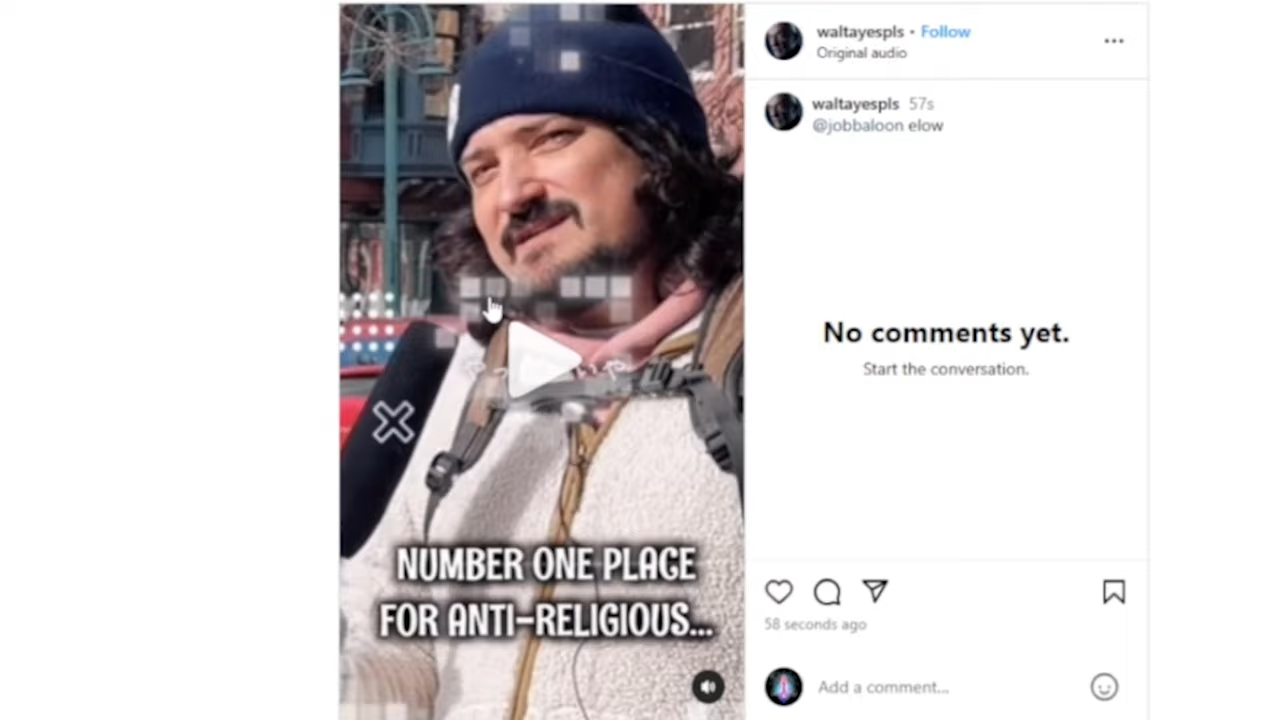 waltayespls • Follow
Original audio
waltayespls 57s
@jobbaloon elow
No comments yet.
Start the conversation.
NUMBER ONE PLACE
FOR ANTI-RELIGIOUS...
58 seconds ago
Add a comment...